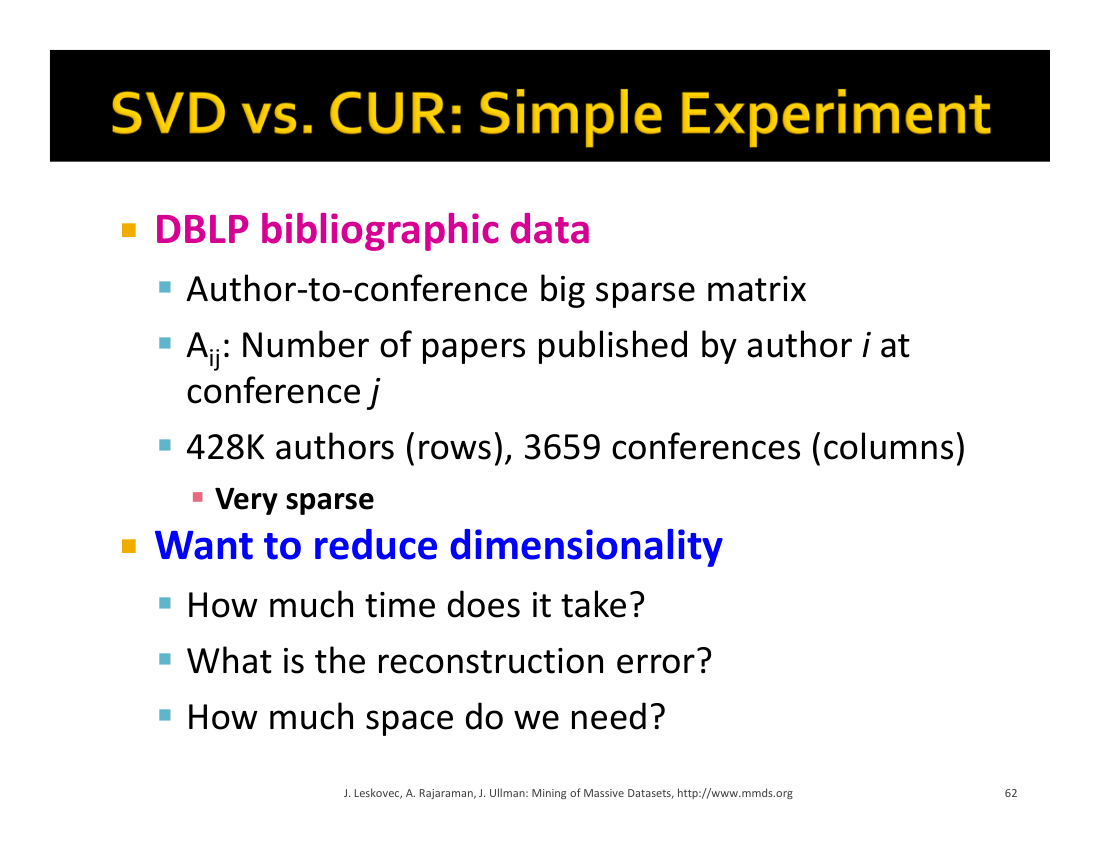 SVD vs. CUR: Simple Experiment
DBLP bibliographic data
Author-to-conference big sparse matrix
Aij: Number of papers published by author i at
conference j
428K authors (rows), 3659 conferences (columns)
Very sparse
Want to reduce dimensionality
How much time does it take?
What is the reconstruction error?
How much space do we need?
J. Leskovec, A. Rajaraman, J. Ullman: Mining of Massive Datasets, http://www.mmds.org
62